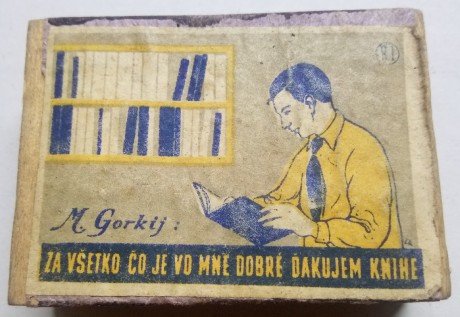 M Gorkij:
ZA VŠETKO ČO JE VO MNE DOBRÉ ĎAKUJEM KNIHE